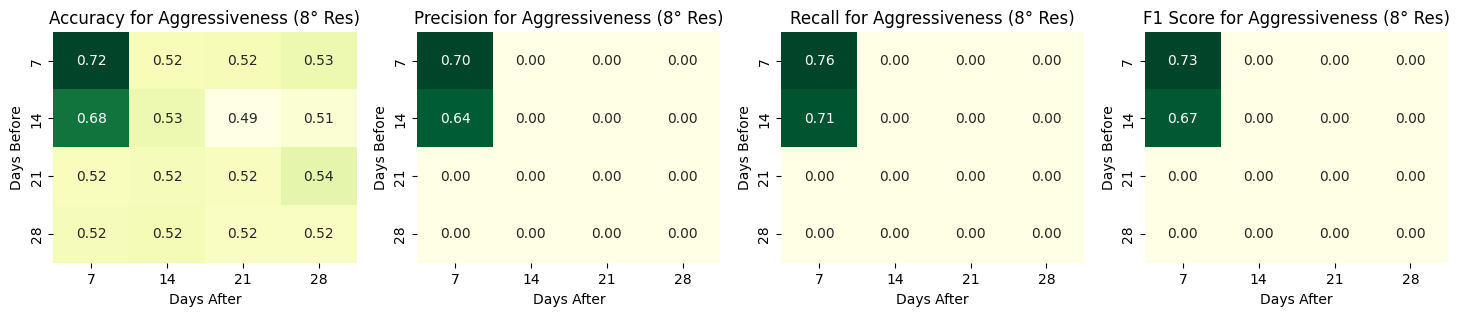 Accuracy for Aggressiveness (8° Res)
Days Before
7 0.72 0.52 0.52 0.53
14 0.68 0.53 0.49 0.51
21 0.52 0.52 0.52 0.54
28 0.52 0.52 0.52 0.52
7 14 21 28
Days After
Precision for Aggressiveness (8° Res)
Days Before
7 0.70 0.00 0.00 0.00
14 0.64 0.00 0.00 0.00
21 0.00 0.00 0.00 0.00
28 0.00 0.00 0.00 0.00
7 14 21 28
Days After
Recall for Aggressiveness (8° Res)
Days Before
7 0.76 0.00 0.00 0.00
14 0.71 0.00 0.00 0.00
21 0.00 0.00 0.00 0.00
28 0.00 0.00 0.00 0.00
7 14 21 28
Days After
F1 Score for Aggressiveness (8° Res)
Days Before
7 0.73 0.00 0.00 0.00
14 0.67 0.00 0.00 0.00
21 0.00 0.00 0.00 0.00
28 0.00 0.00 0.00 0.00
7 14 21 28
Days After